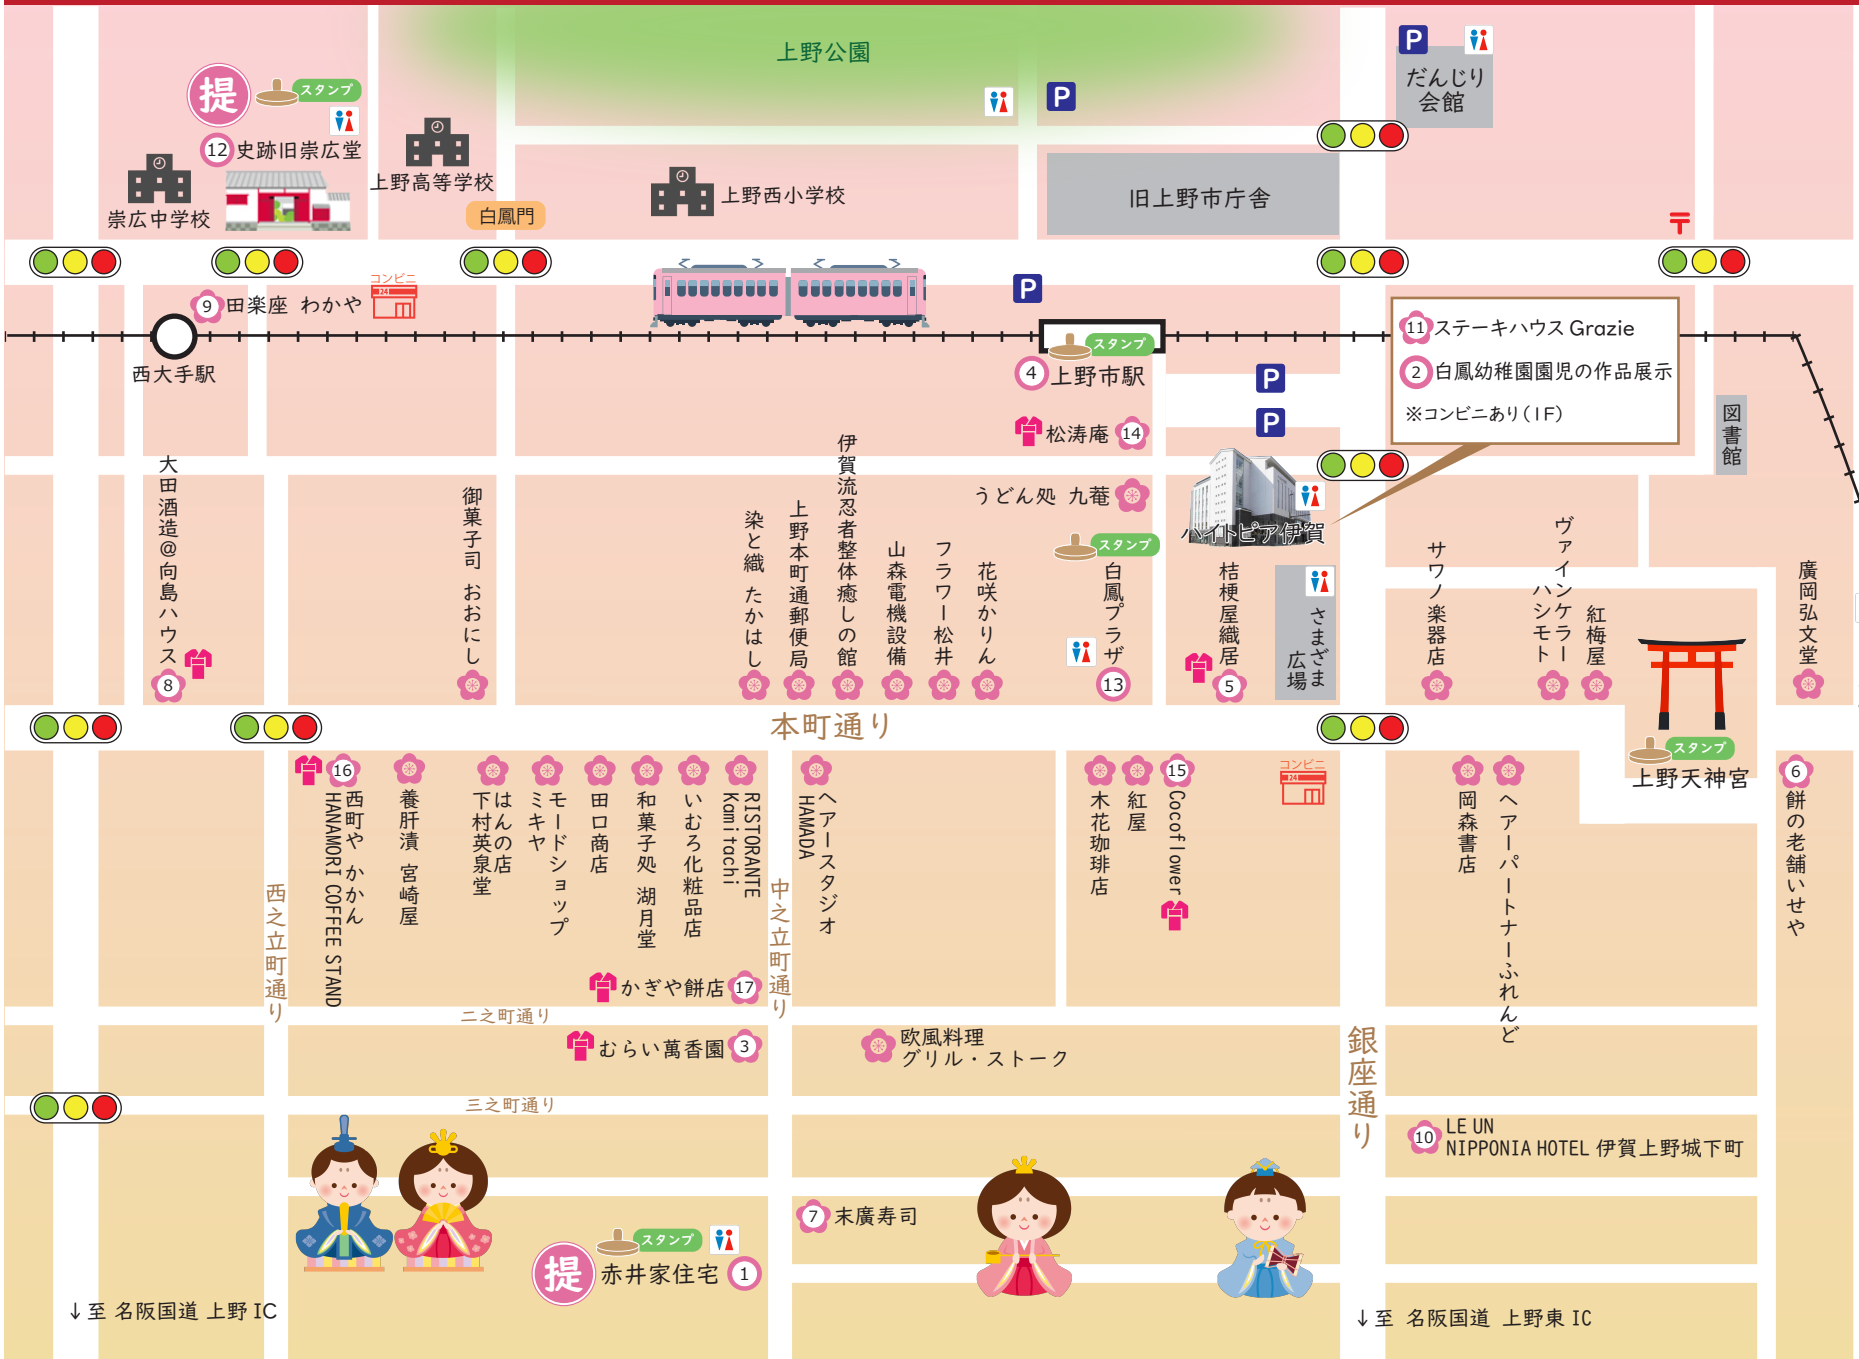 上野公園
P
だんじり
会館
提
スタンプ
12 史跡旧崇広堂
崇広中学校
上野高等学校
白鳳門
上野西小学校
P
旧上野市庁舎
〒
9 田楽座 わかや
コンビニ
西大手駅
P
スタンプ
4 上野市駅
P
P
11 ステーキハウス Grazie
2 白鳳幼稚園園児の作品展示
※コンビニあり(1F)
図書館
松涛庵 14
うどん処 九菴
ハイトピア伊賀
大田酒造@向島ハウス
8
御菓子司 おおにし
染と織 たかはし
上野本町通郵便局
伊賀流忍者整体癒しの館
山森電機設備
フラワー松井
花咲かりん
スタンプ
白鳳プラザ
13
桔梗屋織居
5
さまざま
広場
サワノ楽器店
ヴァインケラー
ハシモト
紅梅屋
廣岡弘文堂
本町通り
スタンプ
上野天神宮
16
西町や かかん
HANAMORI COFFEE STAND
養肝漬 宮崎屋
はんの店
下村英泉堂
モードショップ
ミキヤ
田口商店
和菓子処 湖月堂
いむろ化粧品店
RISTORANTE
Kamitachi
ヘアースタジオ
HAMADA
木花珈琲店
紅屋
15
Cocoflower
コンビニ
岡森書店
ヘアーパートナーふれんど
6
餅の老舗いせや
西之立町通り
中之立町通り
かぎや餅店 17
二之町通り
むらい萬香園 3
欧風料理
グリル・ストーク
銀座通り
三之町通り
10 LE UN
NIPPONIA HOTEL 伊賀上野城下町
7 末廣寿司
提
スタンプ
赤井家住宅 1
↓至 名阪国道 上野 IC
↓至 名阪国道 上野東 IC